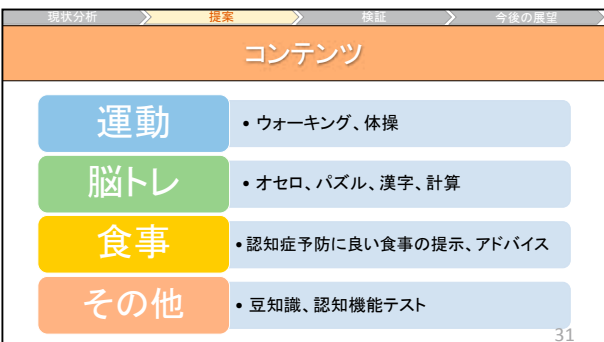 現状分析 提案 検証 今後の展望
コンテンツ
運動
• ウォーキング、体操
脳トレ
• オセロ、パズル、漢字、計算
食事
• 認知症予防に良い食事の提示、アドバイス
その他
• 豆知識、認知機能テスト
31